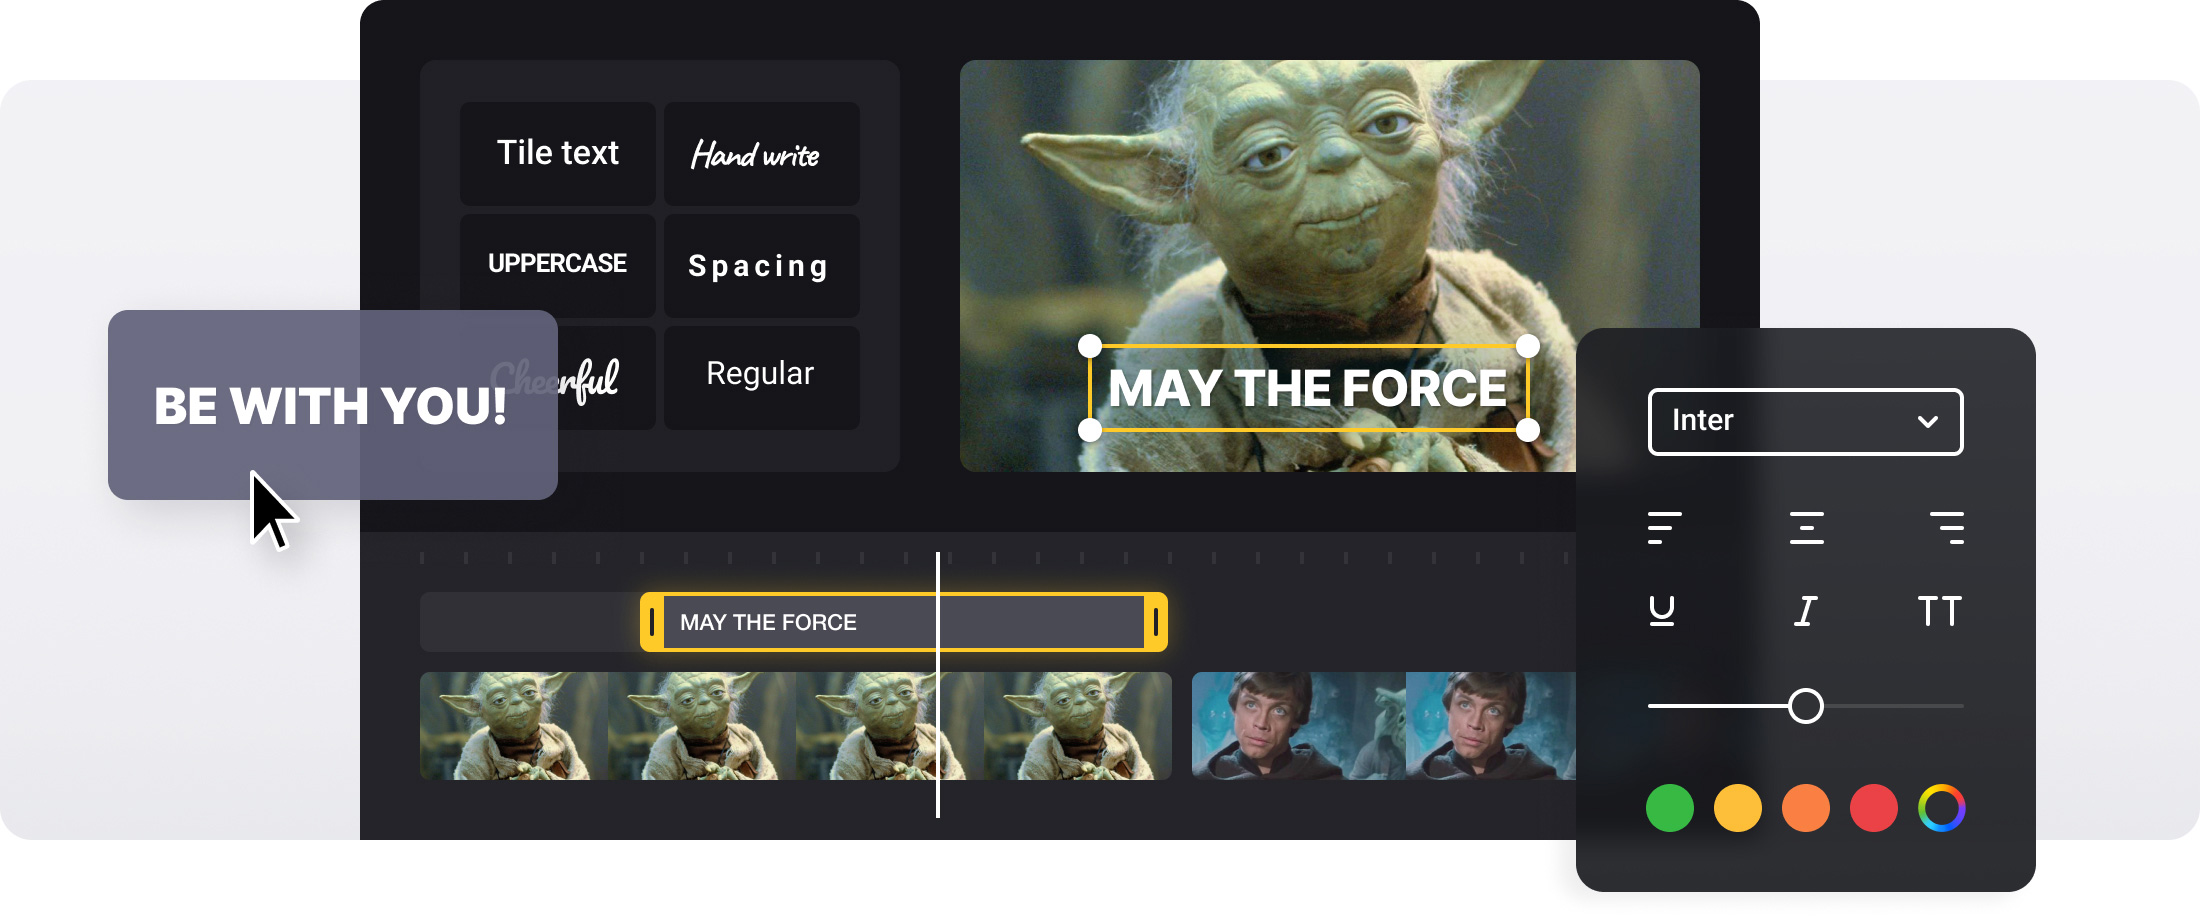 Tile text
Hand write
UPPERCASE
Spacing
Cheerful
Regular
BE WITH YOU!
MAY THE FORCE
Inter
U
I
TT
MAY THE FORCE